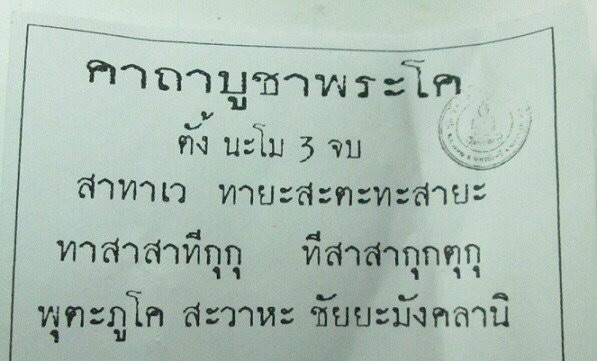 คาถาบูชาพระโค
ตั้ง นะโม 3 จบ
สาทาเว ทายะสะตะทะสายะ
ทาสาสาทีกุกุ ทีสาสากุกตุกุ
พุตะภูโค สะวาหะ ชัยยะมังคลานิ